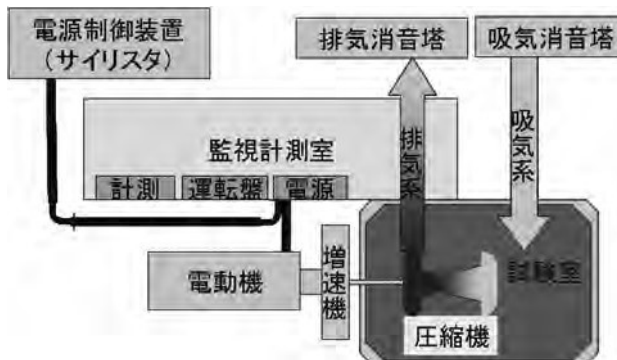 電源制御装置
(サイリスタ)
排気消音塔
吸気消音塔
監視計測室
計測
運転盤
電源
排気系
吸気系
電動機
増速機
試験室
圧縮機